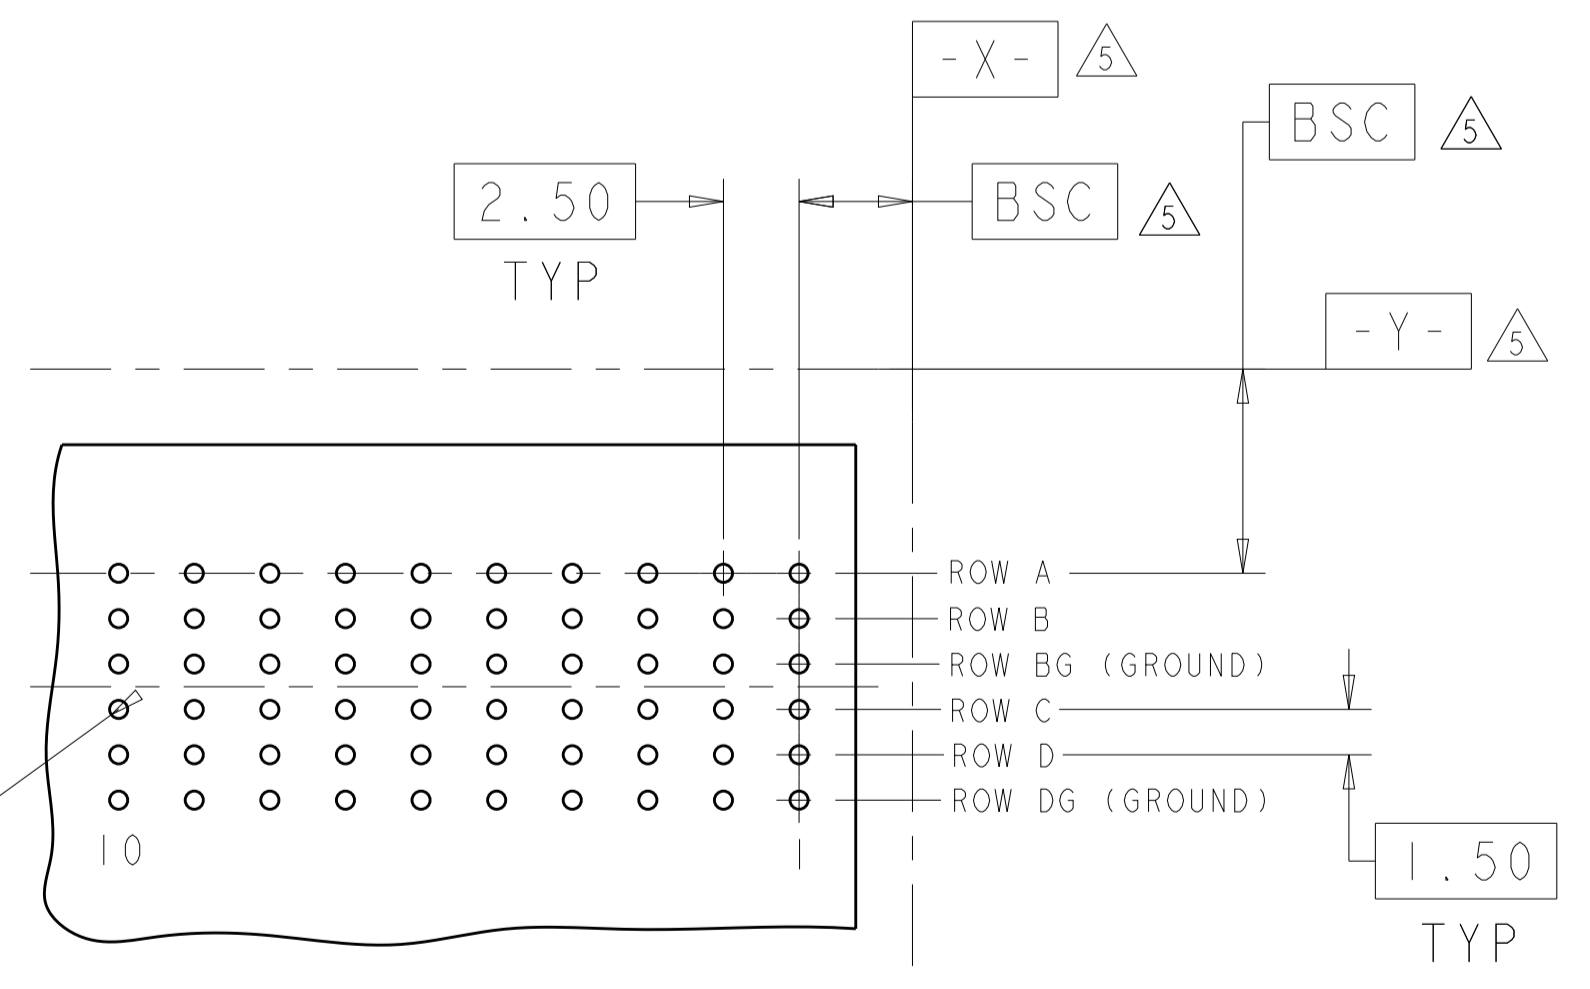 -X- 5
BSC 5
2.50
TYP
BSC 5
-Y- 5
ROW A
ROW B
ROW BG (GROUND)
ROW C
ROW D
ROW DG (GROUND)
10
1
1.50
TYP